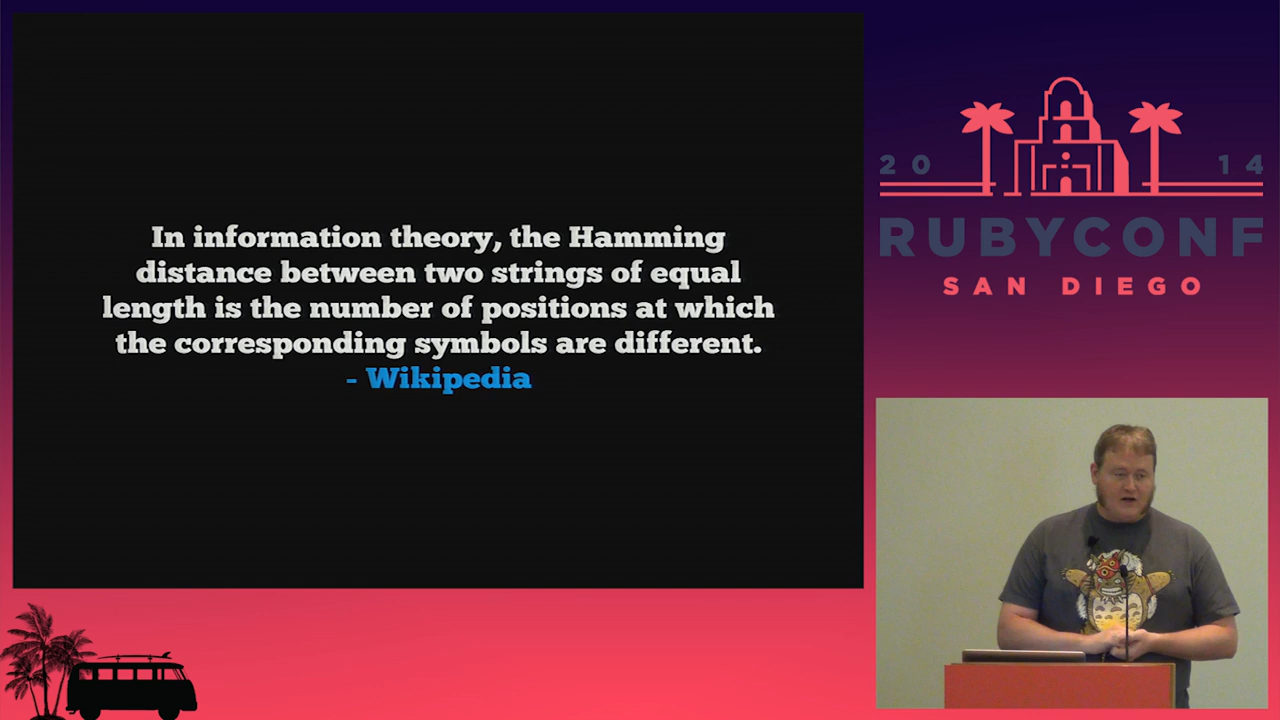 In information theory, the Hamming
distance between two strings of equal
length is the number of positions at which
the corresponding symbols are different.
- Wikipedia
20 14
RUBYCONF
SAN DIEGO